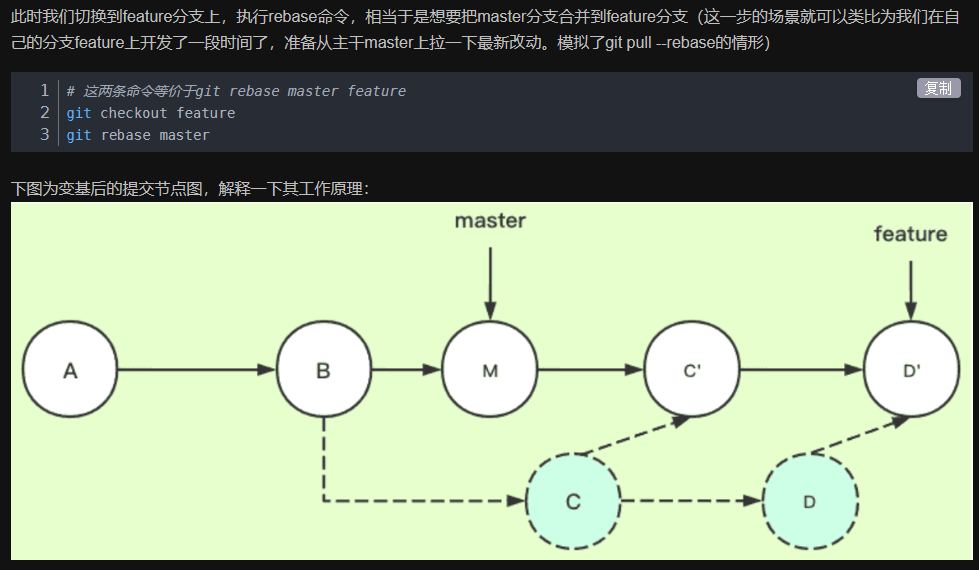 此时我们切换到feature分支上，执行rebase命令，相当于是想要把master分支合并到feature分支（这一步的场景就可以类比为我们在自
己的分支feature上开发了一段时间了，准备从主干master上拉一下最新改动。模拟了git pull --rebase的情形）
复制
1 # 这两条命令等价于git rebase master feature
2 git checkout feature
3 git rebase master
下图为变基后的提交节点图，解释一下其工作原理：
master
feature
A B M C' D'
C D